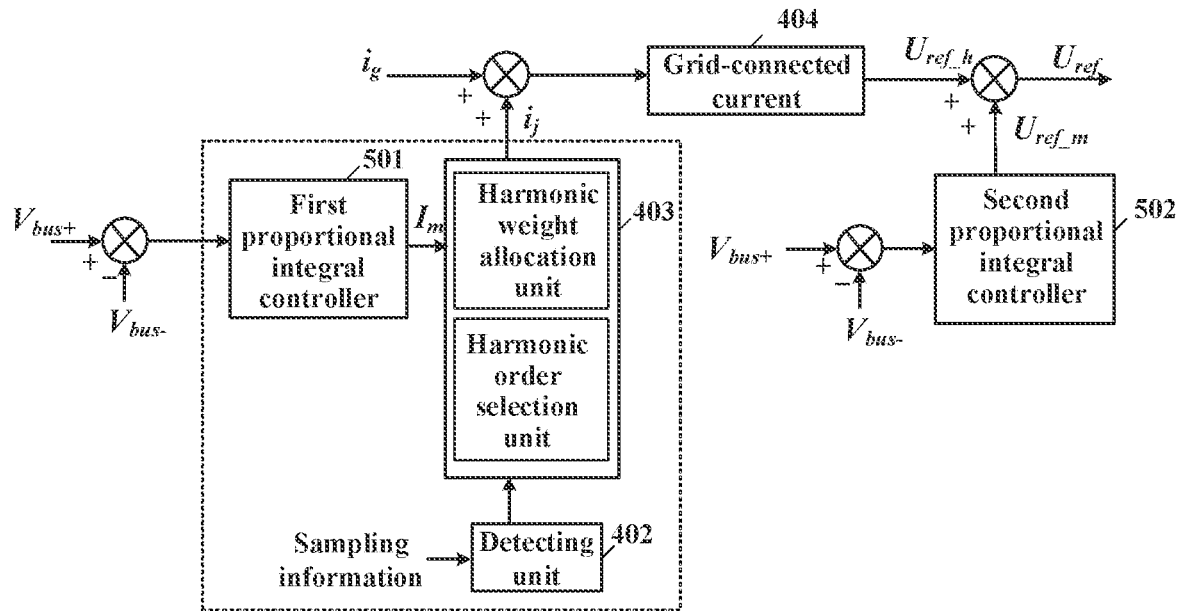 404
i_g
+
+
Grid-connected
current
U_ref_h
U_ref
+
+
i_j
U_ref_m
501
First
proportional
integral
controller
I_m
Harmonic
weight
allocation
unit
403
Harmonic
order
selection
unit
V_bus+
+
−
V_bus-
Second
proportional
integral
controller
502
V_bus+
+
−
V_bus-
Sampling
information
Detecting
unit
402